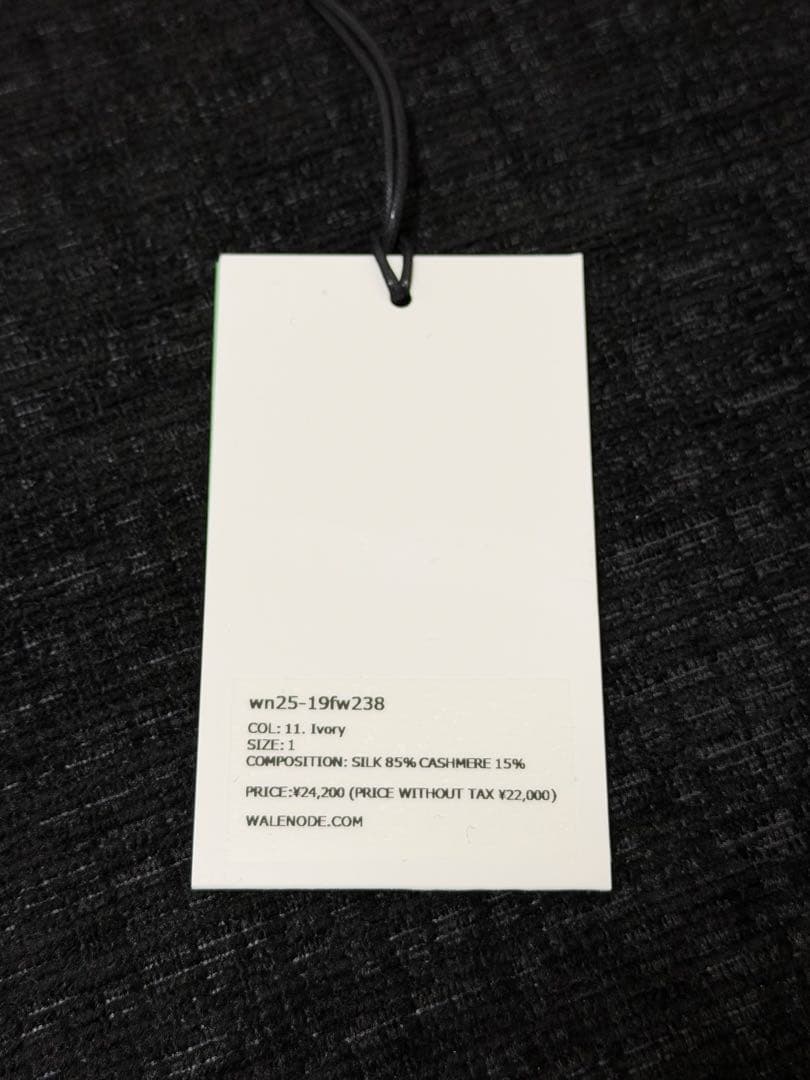 wn25-19fw238
COL: 11. Ivory
SIZE: 1
COMPOSITION: SILK 85% CASHMERE 15%
PRICE:¥24,200 (PRICE WITHOUT TAX ¥22,000)
WALENODE.COM